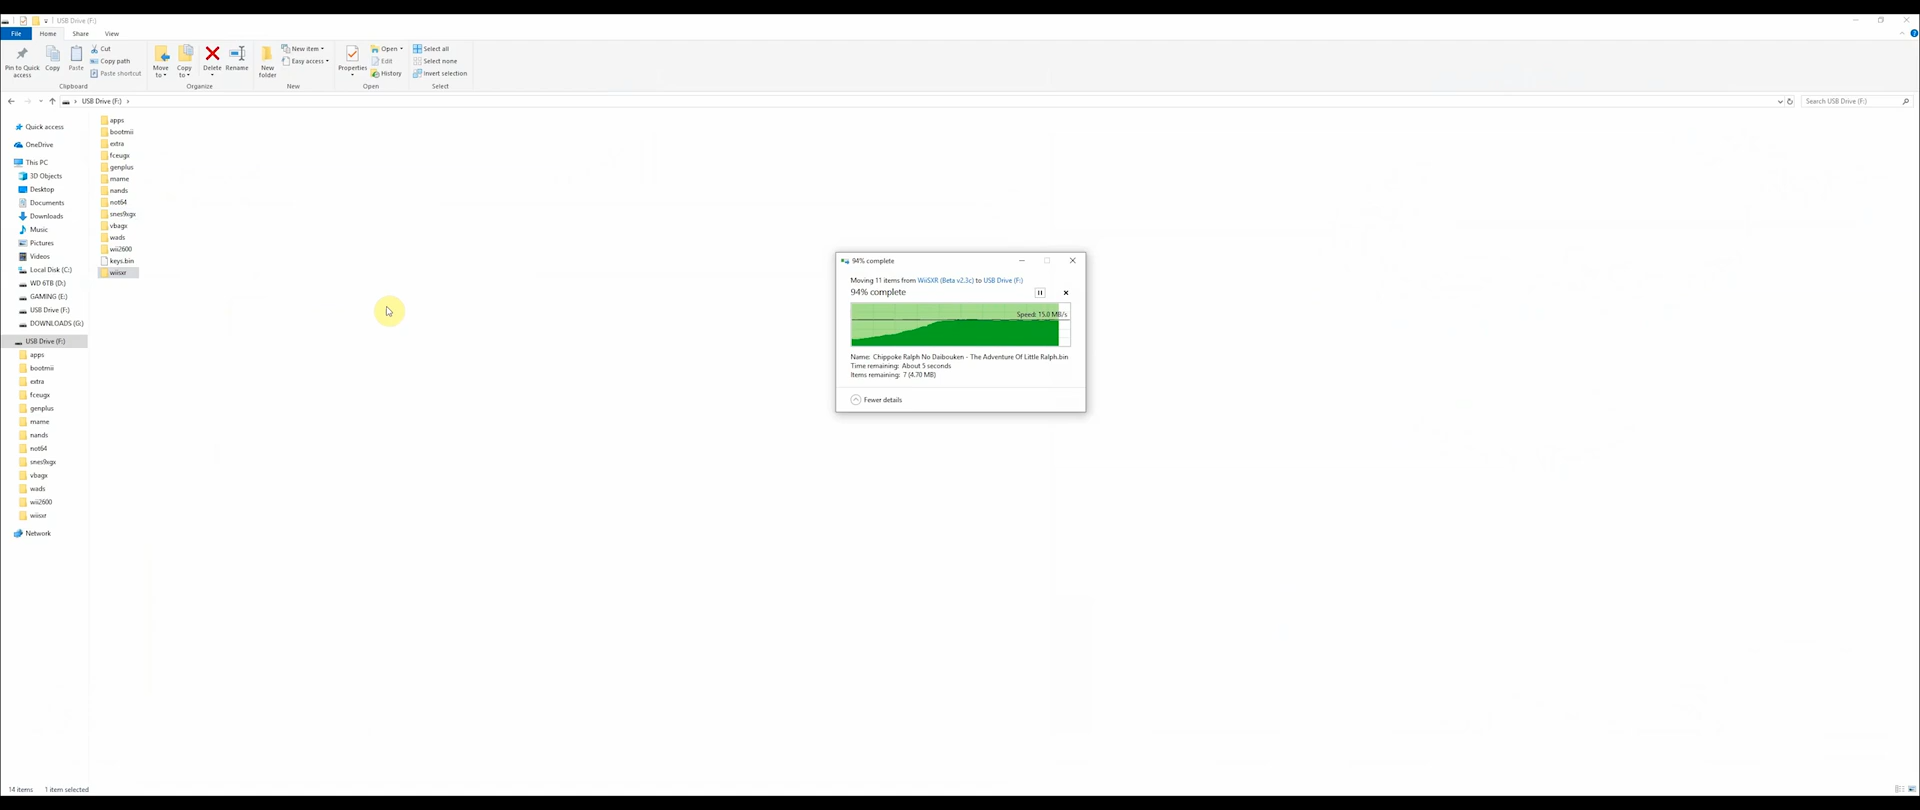 USB Drive (F:)
File Home Share View
Pin to Quick access
Copy
Paste
Cut
Copy path
Paste shortcut
Clipboard
Move to
Copy to
Delete
Rename
Organize
New folder
New item
Easy access
New
Properties
Open
Edit
History
Open
Select all
Select none
Invert selection
Select
USB Drive (F:)
Search USB Drive (F:)
Quick access
OneDrive
This PC
3D Objects
Desktop
Documents
Downloads
Music
Pictures
Videos
Local Disk (C:)
WD 6TB (D:)
GAMING (E:)
USB Drive (F:)
DOWNLOADS (G:)
USB Drive (F:)
apps
bootmii
extra
fceugx
genplus
mame
nands
not64
snes9xgx
vbagx
wads
wii2600
wiisxr
Network
apps
bootmii
extra
fceugx
genplus
mame
nands
not64
snes9xgx
vbagx
wads
wii2600
keys.bin
wiisxr
94% complete
Moving 11 items from WiiSXR (Beta v2.3c) to USB Drive (F:)
94% complete
Speed: 15.0 MB/s
Name: Chippoke Ralph No Daibouken - The Adventure Of Little Ralph.bin
Time remaining: About 5 seconds
Items remaining: 7 (4.70 MB)
Fewer details
14 items 1 item selected